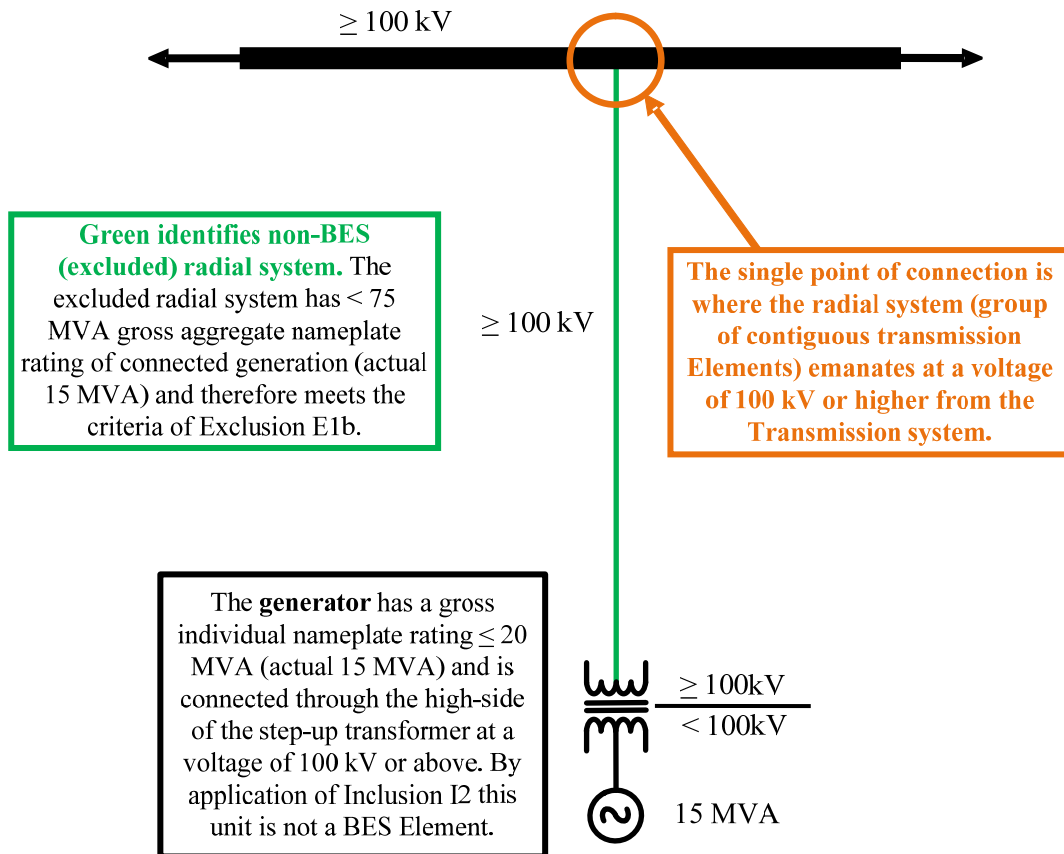 ≥ 100 kV
Green identifies non-BES
(excluded) radial system. The
excluded radial system has < 75
MVA gross aggregate nameplate
rating of connected generation (actual
15 MVA) and therefore meets the
criteria of Exclusion E1b.
≥ 100 kV
The single point of connection is
where the radial system (group
of contiguous transmission
Elements) emanates at a voltage
of 100 kV or higher from the
Transmission system.
The generator has a gross
individual nameplate rating ≤ 20
MVA (actual 15 MVA) and is
connected through the high-side
of the step-up transformer at a
voltage of 100 kV or above. By
application of Inclusion I2 this
unit is not a BES Element.
≥ 100kV
< 100kV
15 MVA